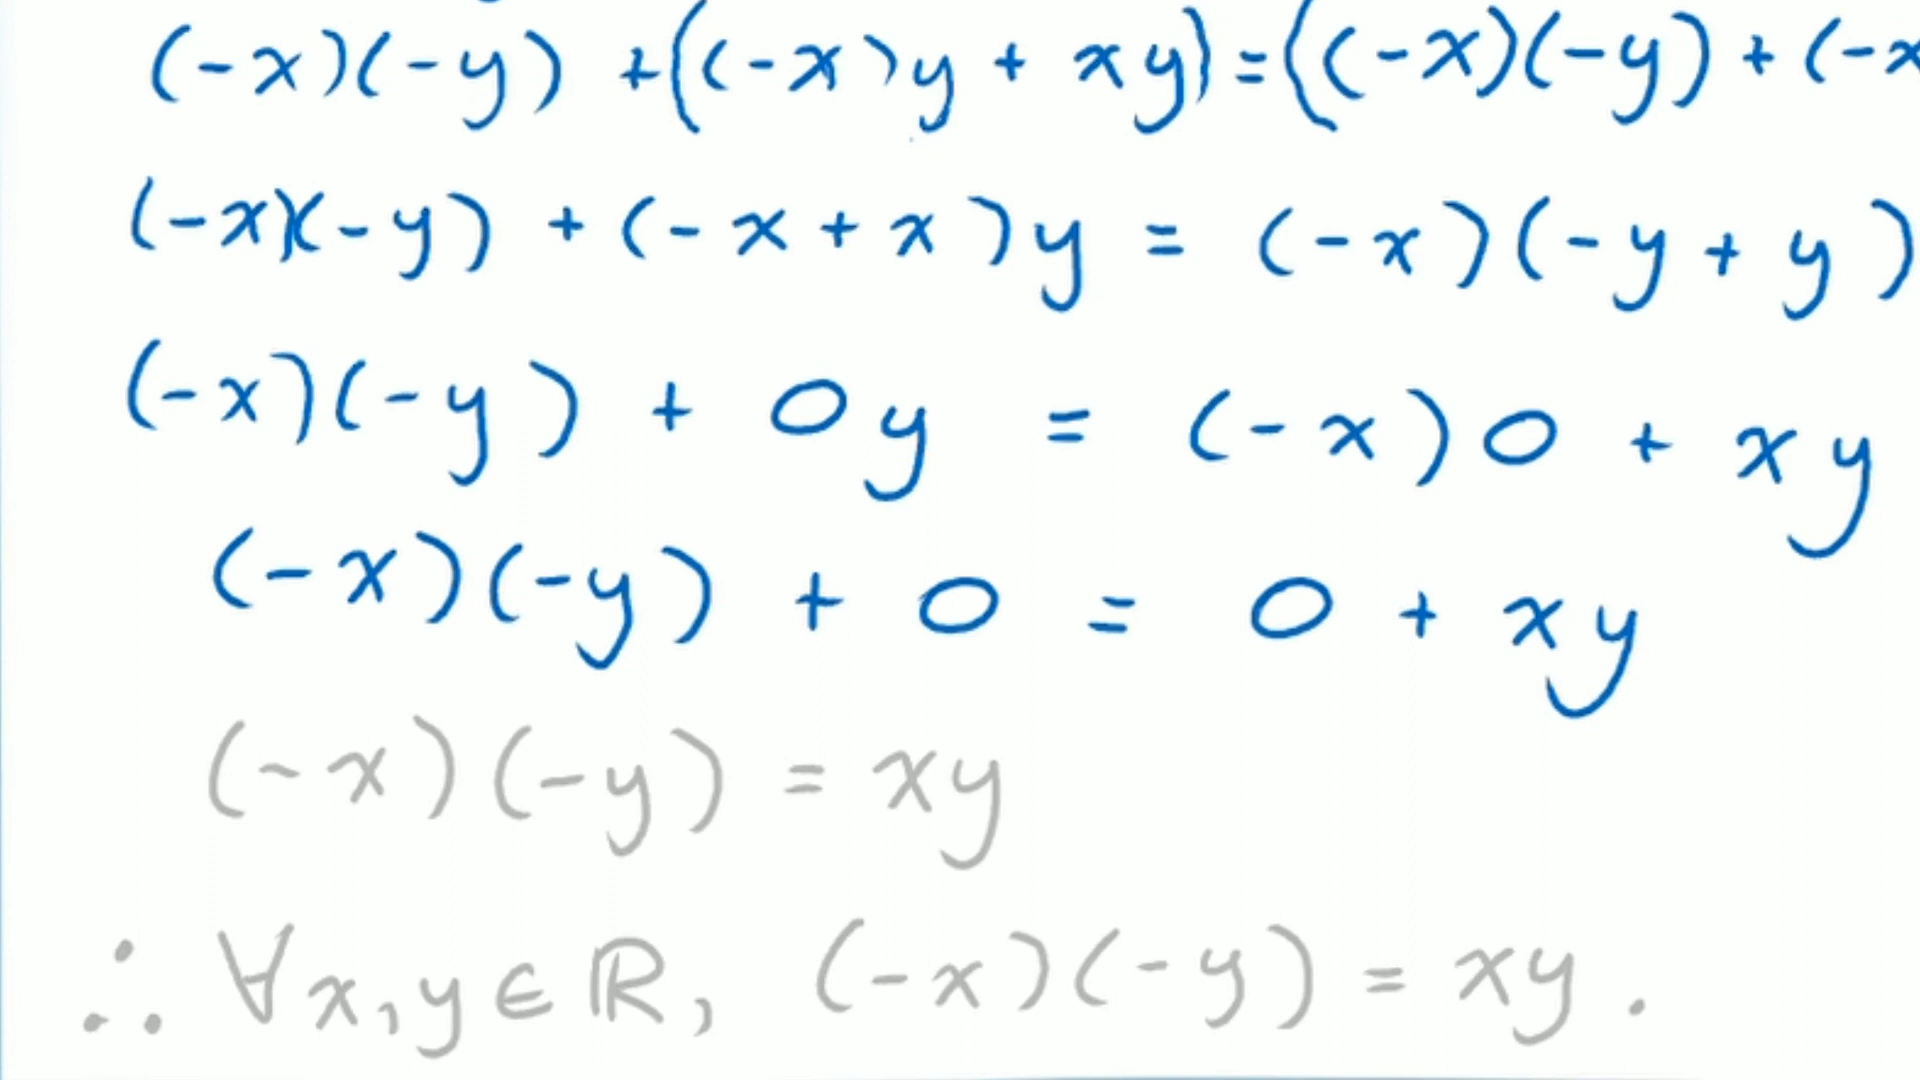 (-x)(-y) + ((-x)y + xy) = ((-x)(-y) + (-x
(-x)(-y) + (-x + x)y = (-x)(-y + y)
(-x)(-y) + 0y = (-x)0 + xy
(-x)(-y) + 0 = 0 + xy
(-x)(-y) = xy
∴ ∀x,y∈ℝ, (-x)(-y) = xy.